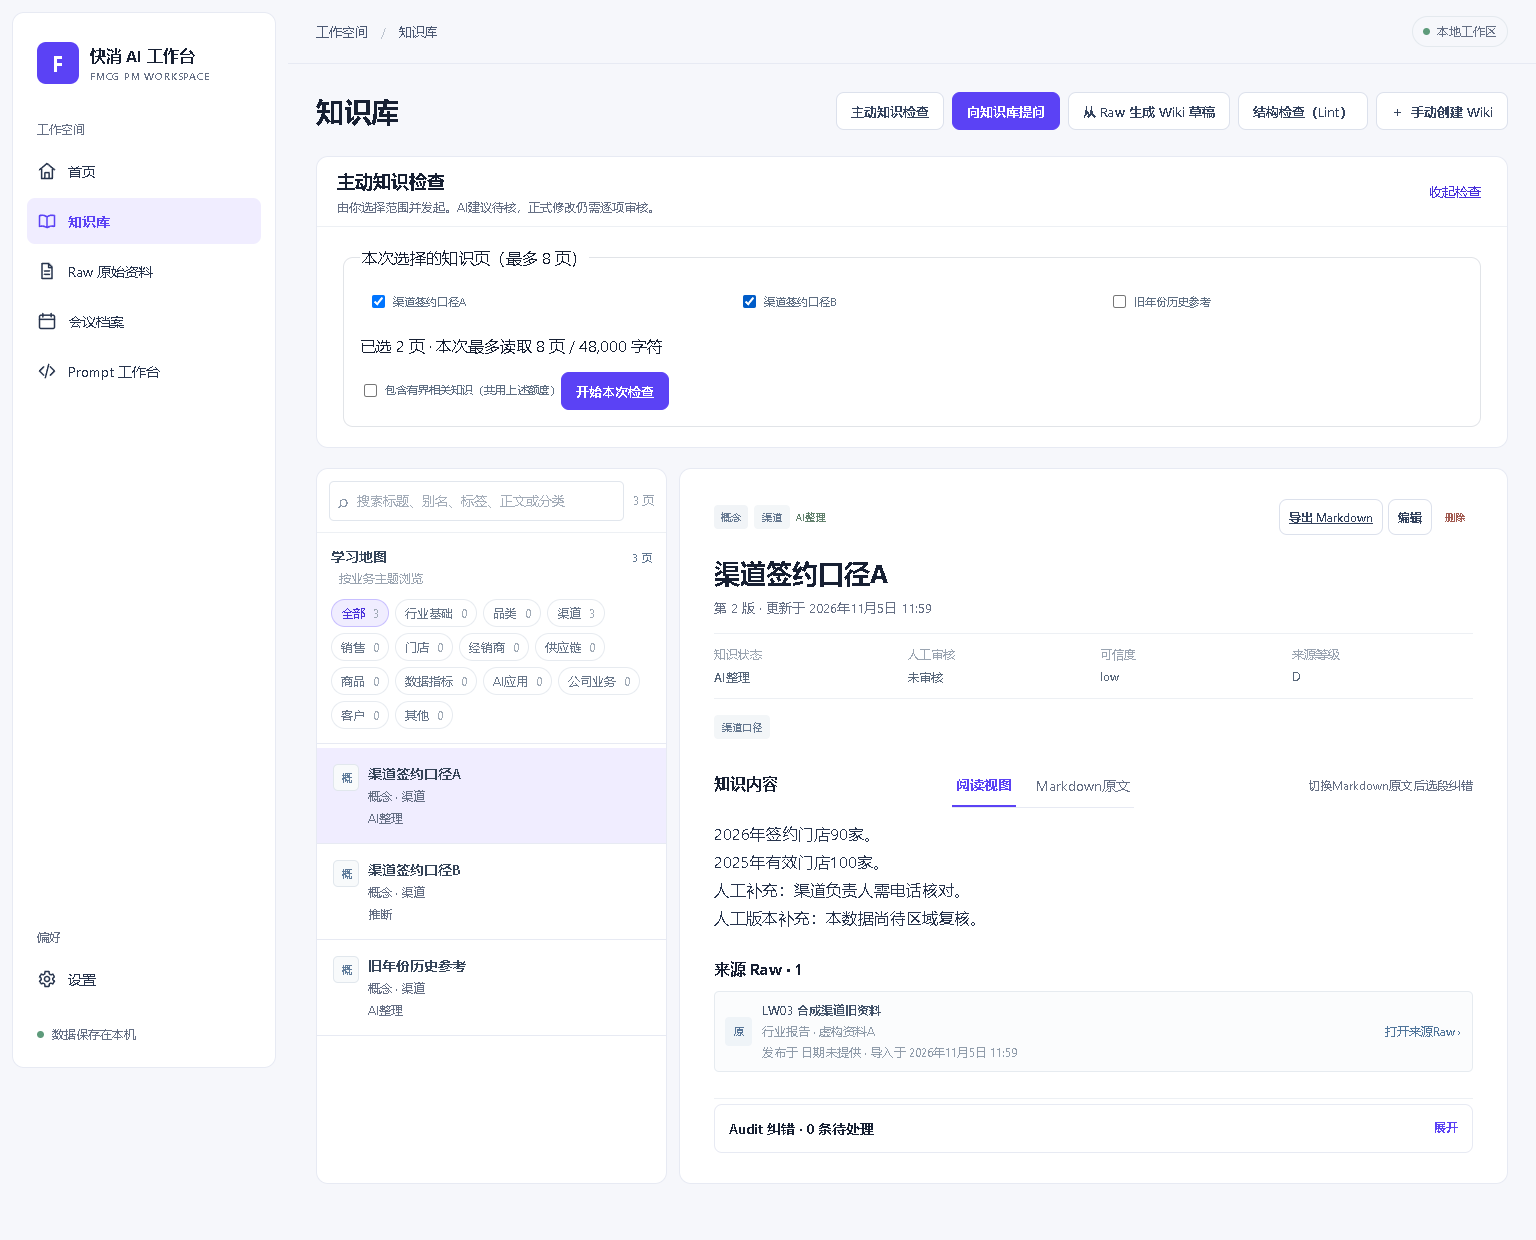 F
快消 AI 工作台
FMCG PM WORKSPACE
工作空间
首页
知识库
Raw 原始资料
会议档案
Prompt 工作台
偏好
设置
数据保存在本机
工作空间 / 知识库
本地工作区
知识库
主动知识检查
向知识库提问
从 Raw 生成 Wiki 草稿
结构检查（Lint）
＋ 手动创建 Wiki
主动知识检查
由你选择范围并发起。AI建议待核，正式修改仍需逐项审核。
收起检查
本次选择的知识页（最多 8 页）
渠道签约口径A
渠道签约口径B
旧年份历史参考
已选 2 页 · 本次最多读取 8 页 / 48,000 字符
包含有界相关知识（共用上述额度）
开始本次检查
搜索标题、别名、标签、正文或分类
3 页
学习地图
3 页
按业务主题浏览
全部 3
行业基础 0
品类 0
渠道 3
销售 0
门店 0
经销商 0
供应链 0
商品 0
数据指标 0
AI应用 0
公司业务 0
客户 0
其他 0
概
渠道签约口径A
概念 · 渠道
AI整理
概
渠道签约口径B
概念 · 渠道
推断
概
旧年份历史参考
概念 · 渠道
AI整理
概念
渠道
AI整理
导出 Markdown
编辑
删除
渠道签约口径A
第 2 版 · 更新于 2026年11月5日 11:59
知识状态
AI整理
人工审核
未审核
可信度
low
来源等级
D
渠道口径
知识内容
阅读视图
Markdown原文
切换Markdown原文后选段纠错
2026年签约门店90家。
2025年有效门店100家。
人工补充：渠道负责人需电话核对。
人工版本补充：本数据尚待区域复核。
来源 Raw · 1
原
LW03 合成渠道旧资料
行业报告 · 虚构资料A
发布于 日期未提供 · 导入于 2026年11月5日 11:59
打开来源Raw ›
Audit 纠错 · 0 条待处理
展开